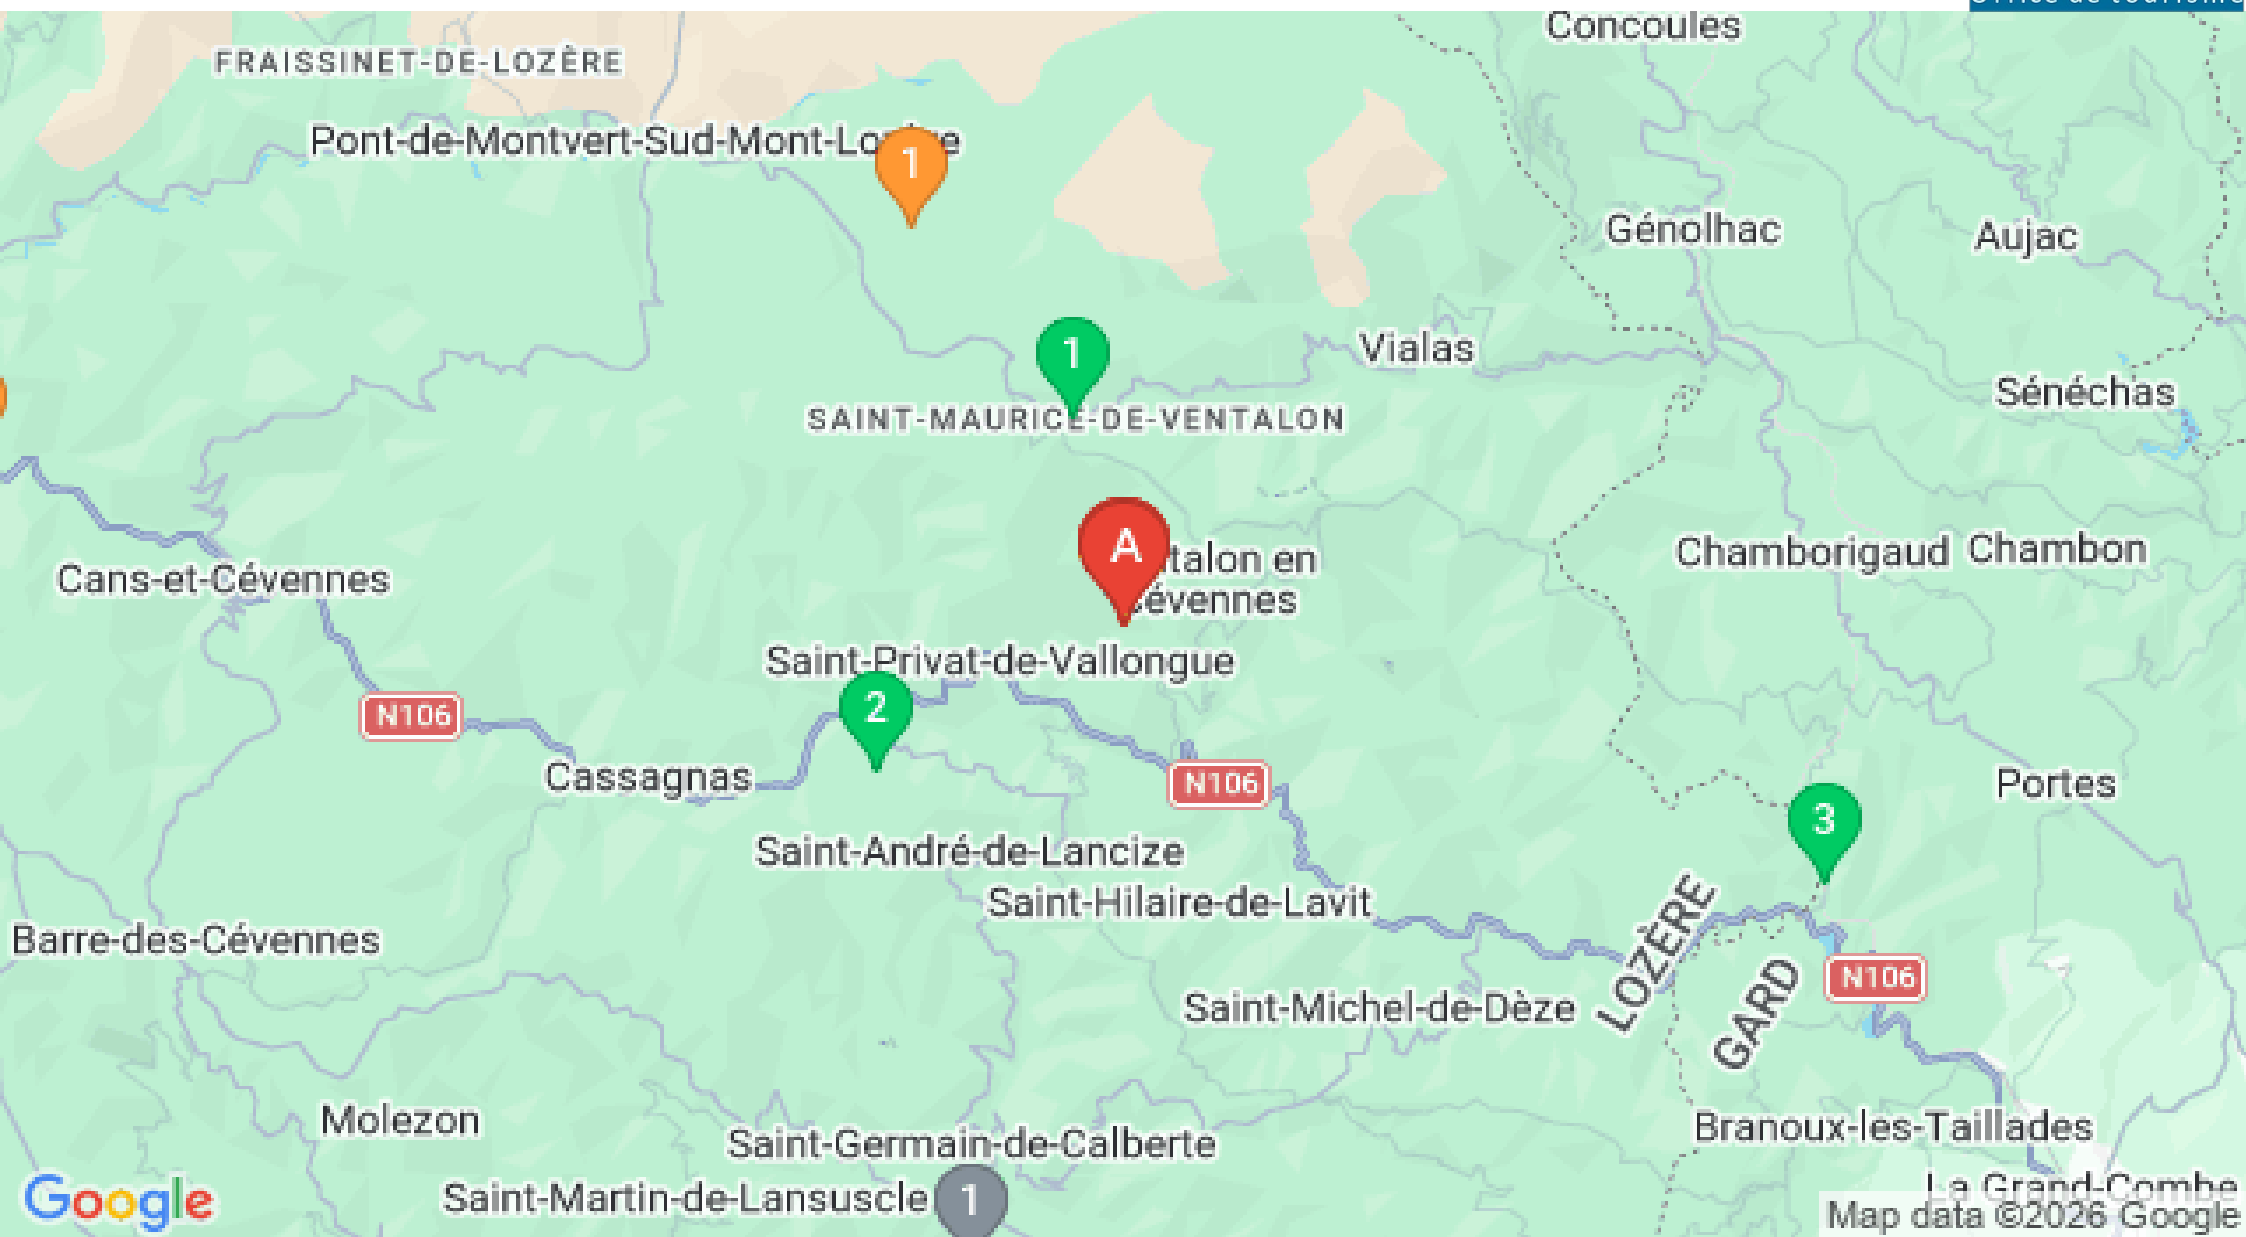 Office de tourisme
Concoules
FRAISSINET-DE-LOZÈRE
Pont-de-Montvert-Sud-Mont-Lozère
1
Génolhac
Aujac
1
Vialas
Sénéchas
SAINT-MAURICE-DE-VENTALON
A
talon en
évennes
Chamborigaud
Chambon
Cans-et-Cévennes
Saint-Privat-de-Vallongue
2
N106
Cassagnas
N106
Portes
3
Saint-André-de-Lancize
Saint-Hilaire-de-Lavit
LOZÈRE
Barre-des-Cévennes
GARD
N106
Saint-Michel-de-Dèze
Molezon
Branoux-les-Taillades
Saint-Germain-de-Calberte
Saint-Martin-de-Lansuscle
1
La Grand-Combe
Google
Map data ©2026 Google